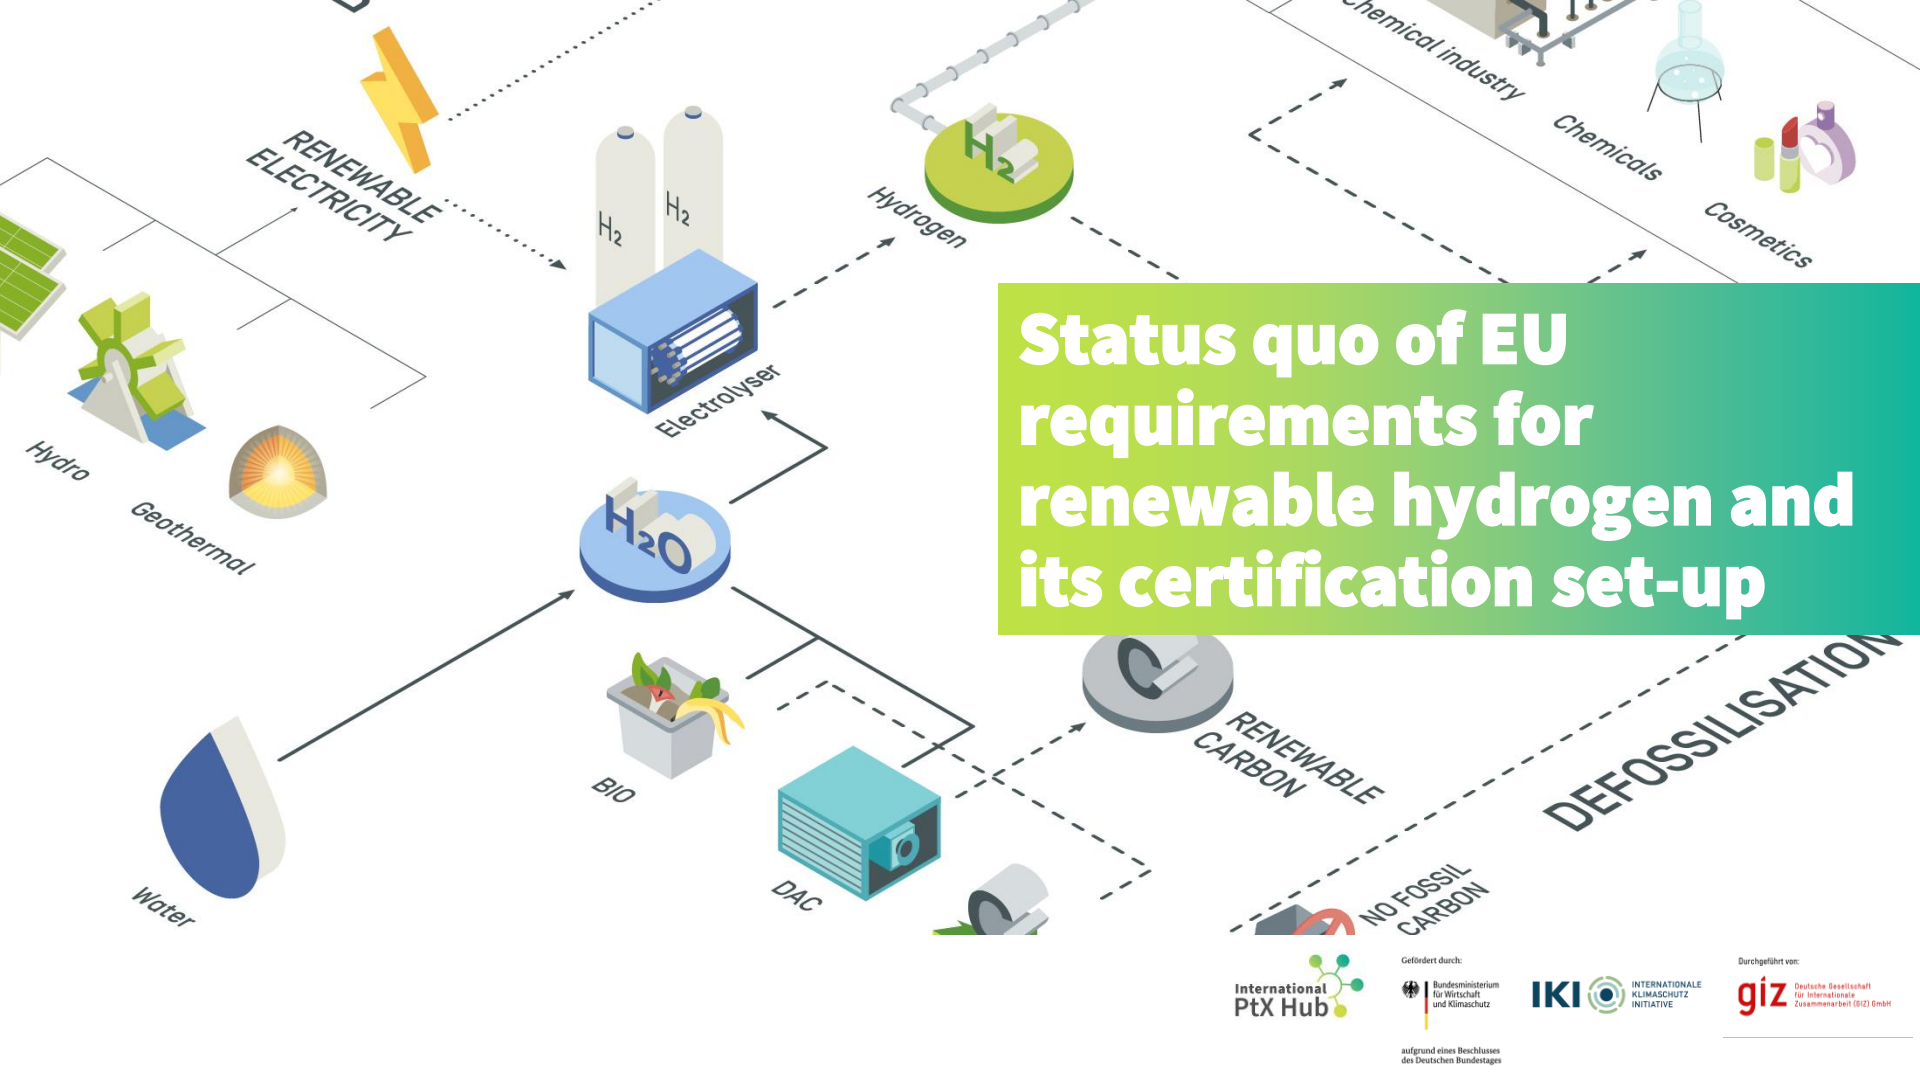 Chemical industry
Chemicals
Cosmetics
RENEWABLE
ELECTRICITY
H2
H2
H2
Hydrogen
Status quo of EU
requirements for
renewable hydrogen and
its certification set-up
Electrolyser
Hydro
Geothermal
H2O
BIO
RENEWABLE
CARBON
DEFOSSILISATION
Water
DAC
NO FOSSIL
CARBON
International
PtX Hub
Gefördert durch:
Bundesministerium
für Wirtschaft
und Klimaschutz
aufgrund eines Beschlusses
des Deutschen Bundestages
IKI
INTERNATIONALE
KLIMASCHUTZ
INITIATIVE
Durchgeführt von:
giz
Deutsche Gesellschaft
für Internationale
Zusammenarbeit (GIZ) GmbH